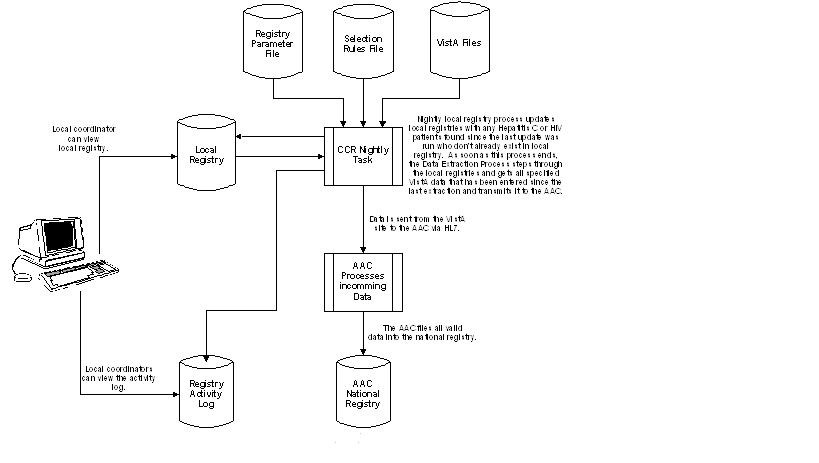 Registry
Parameter
File
Selection
Rules File
VistA Files
Local coordinator
can view
local registry.
Local
Registry
CCR Nightly
Task
Nightly local registry process updates
local registries with any Hepatitis C or HIV
patients found since the last update was
run who don't already exist in local
registry. As soon as this process ends,
the Data Extraction Process steps through
the local registries and gets all specified
VistA data that has been entered since the
last extraction and transmits it to the AAC.
Data is sent from the VistA
site to the AAC via HL7.
AAC
Processes
incomming
Data
The AAC files all valid
data into the national registry.
Local coordinators
can view the activity
log.
Registry
Activity
Log
AAC
National
Registry